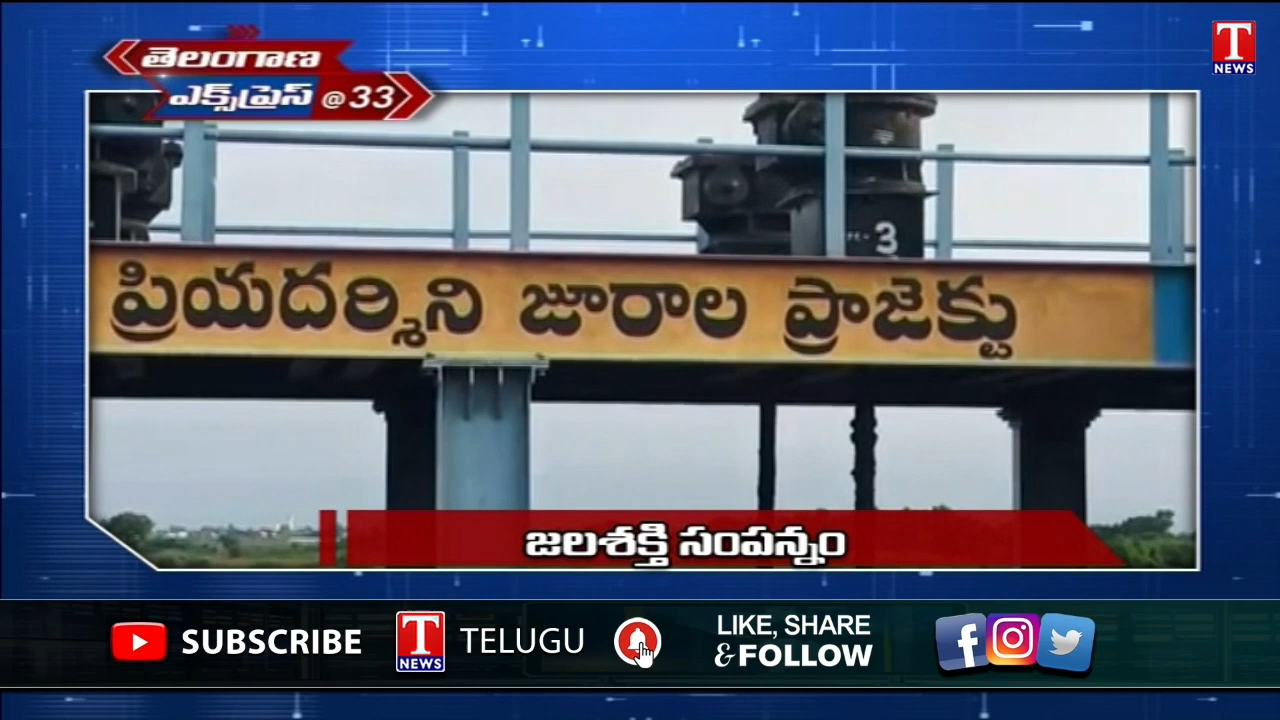 తెలంగాణ
ఎక్స్‌ప్రెస్ @ 33
T
NEWS
3
ప్రియదర్శిని జూరాల ప్రాజెక్టు
జలశక్తి సంపన్నం
SUBSCRIBE
T
NEWS
TELUGU
LIKE, SHARE
& FOLLOW